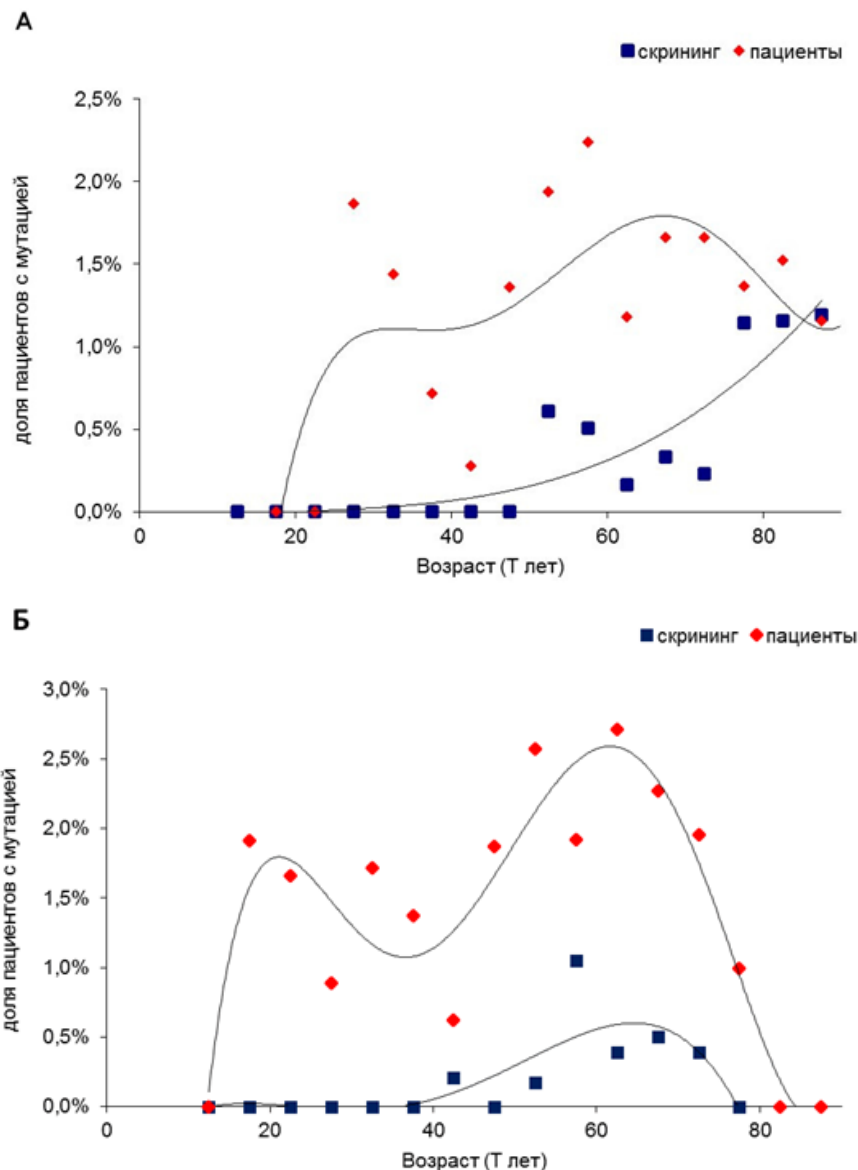 А
скрининг пациенты
доля пациентов с мутацией
2,5%
2,0%
1,5%
1,0%
0,5%
0,0%
0 20 40 60 80
Возраст (Т лет)
Б
скрининг пациенты
доля пациентов с мутацией
3,0%
2,5%
2,0%
1,5%
1,0%
0,5%
0,0%
0 20 40 60 80
Возраст (Т лет)